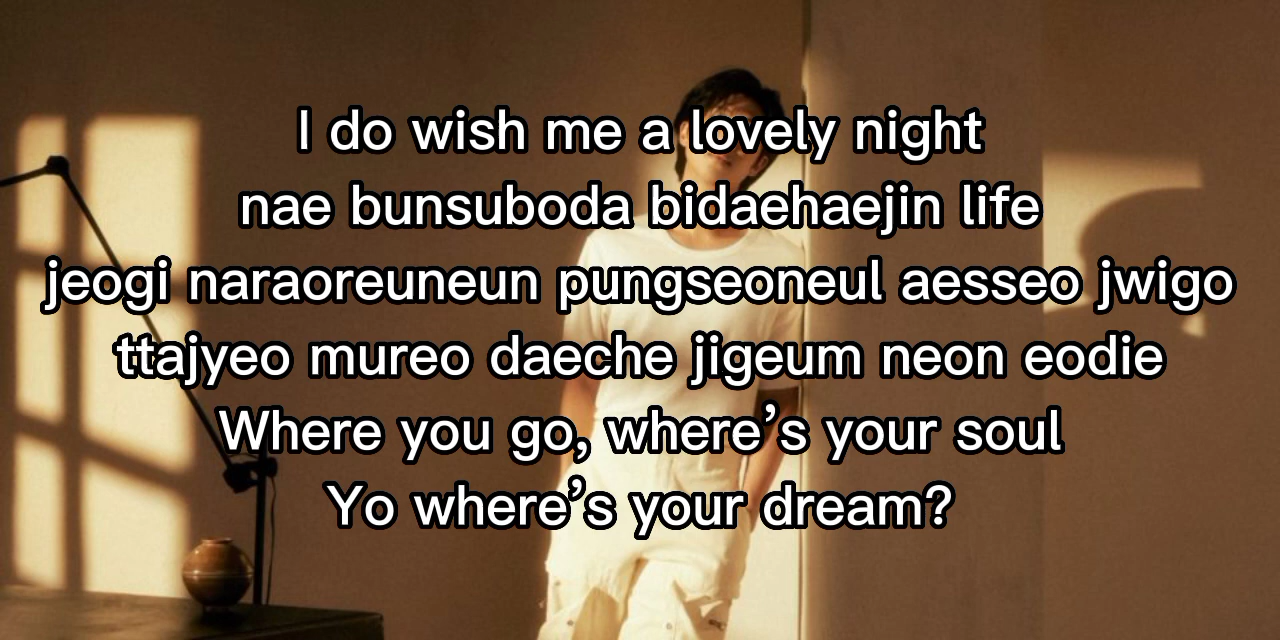 I do wish me a lovely night
nae bunsuboda bidaehaejin life
jeogi naraoreuneun pungseoneul aesseo jwigo
ttajyeo mureo daeche jigeum neon eodie
Where you go, where’s your soul
Yo where’s your dream?